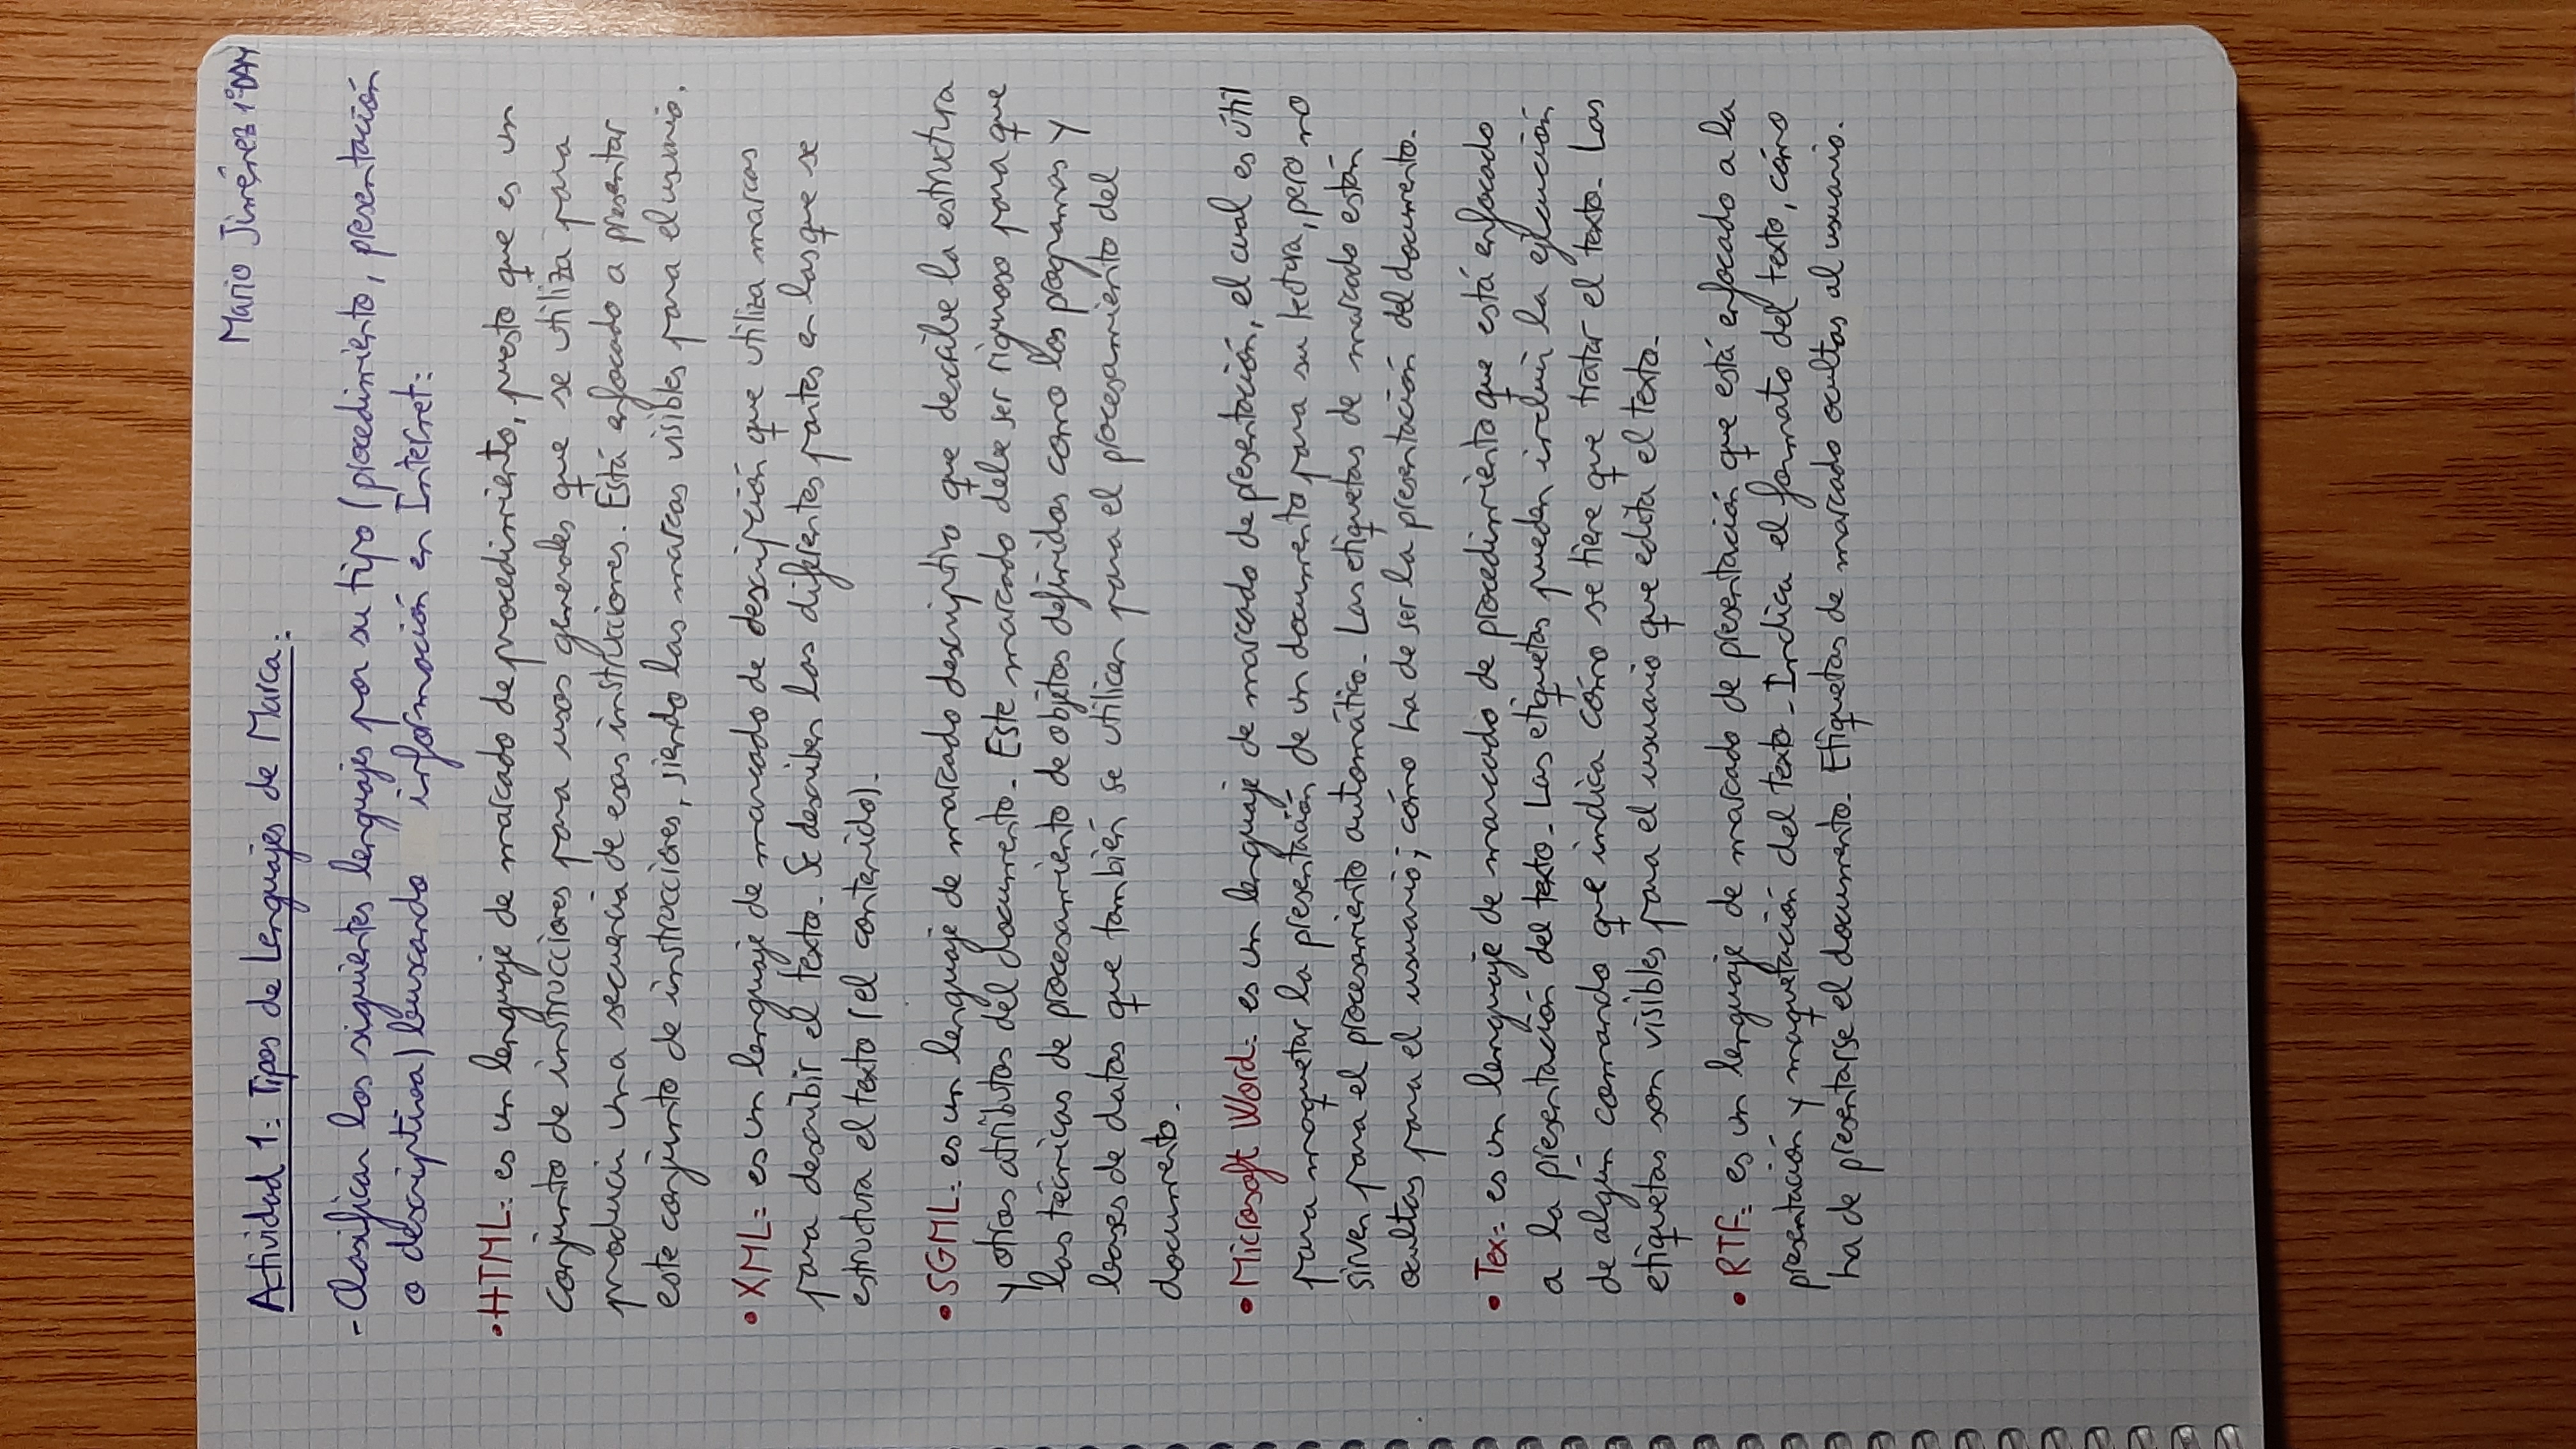 Mario Jiménez 1ºDAM
Actividad 1: Tipos de Lenguajes de Marca:
- Clasificar los siguientes lenguajes por su tipo (procedimiento, presentación
o descriptiva) buscando información en Internet:
• HTML: es un lenguaje de marcado de procedimiento, puesto que es un
conjunto de instrucciones para usos generales que se utiliza para
producir una secuencia de esas instrucciones. Está enfocado a presentar
este conjunto de instrucciones, siendo las marcas visibles para el usuario.
• XML: es un lenguaje de marcado de descripción que utiliza marcas
para describir el texto. Se describen las diferentes partes en las que se
estructura el texto (el contenido).
• SGML: es un lenguaje de marcado descriptivo que describe la estructura
y otros atributos del documento. Este marcado debe ser riguroso para que
las técnicas de procesamiento de objetos definidos como los programas y
bases de datos que también se utilicen para el procesamiento del
documento.
• Microsoft Word: es un lenguaje de marcado de presentación, el cual es útil
para maquetar la presentación de un documento para su lectura, pero no
sirven para el procesamiento automático. Las etiquetas de marcado están
ocultas para el usuario; cómo ha de ser la presentación del documento.
• Tex: es un lenguaje de marcado de procedimiento que está enfocado
a la presentación del texto. Las etiquetas pueden incluir la ejecución
de algún comando que indica cómo se tiene que tratar el texto. Las
etiquetas son visibles para el usuario que edita el texto.
• RTF: es un lenguaje de marcado de presentación que está enfocado a la
presentación y maquetación del texto. Indica el formato del texto, cómo
ha de presentarse el documento. Etiquetas de marcado ocultas al usuario.